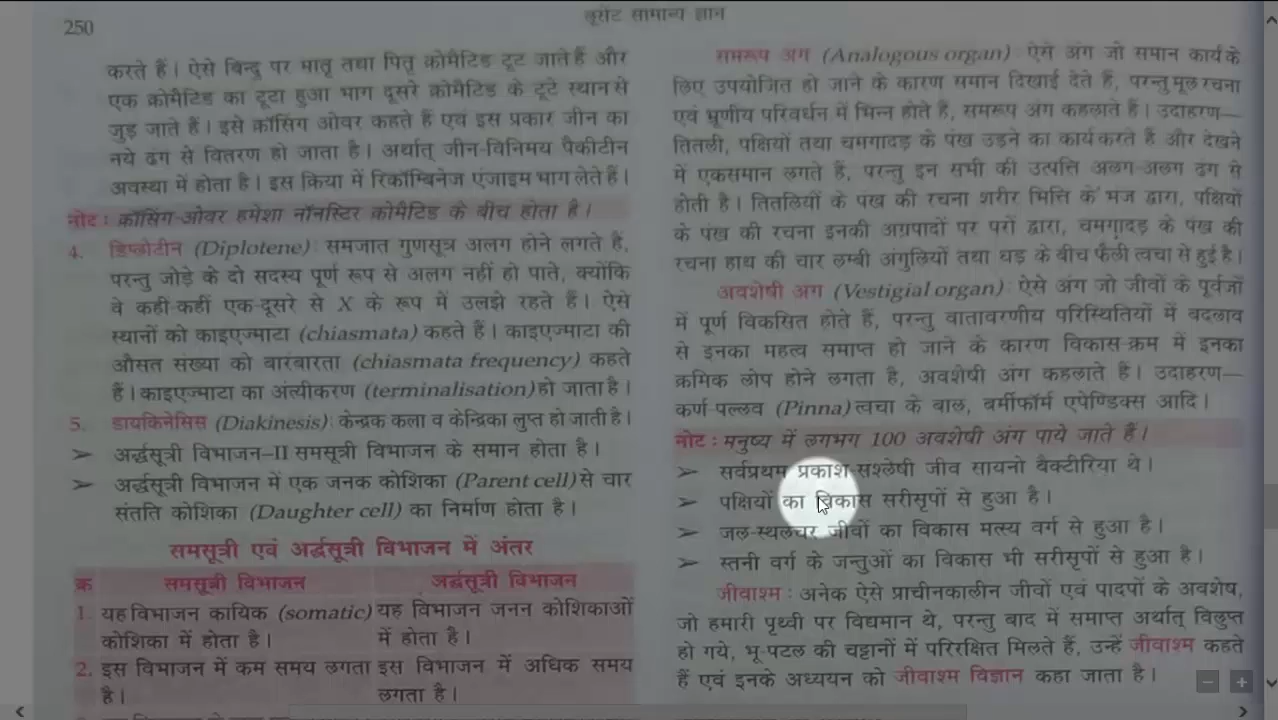 250
लूसेंट सामान्य ज्ञान
करते हैं। ऐसे बिन्दु पर मातृ तथा पितृ क्रोमैटिड टूट जाते हैं और
एक क्रोमैटिड का टूटा हुआ भाग दूसरे क्रोमैटिड के टूटे स्थान से
जुड़ जाते हैं। इसे क्रॉसिंग ओवर कहते हैं एवं इस प्रकार जीन का
नये ढंग से वितरण हो जाता है। अर्थात् जीन-विनिमय पैकीटीन
अवस्था में होता है। इस क्रिया में रिकॉम्बिनेज एंजाइम भाग लेते हैं।
नोट : क्रॉसिंग-ओवर हमेशा नॉनस्टिर क्रोमैटिड के बीच होता है।
4. डिप्लोटीन (Diplotene) : समजात गुणसूत्र अलग होने लगते हैं,
परन्तु जोड़े के दो सदस्य पूर्ण रूप से अलग नहीं हो पाते, क्योंकि
वे कहीं-कहीं एक-दूसरे से X के रूप में उलझे रहते हैं। ऐसे
स्थानों को काइएज्माटा (chiasmata) कहते हैं। काइएज्माटा की
औसत संख्या को बारंबारता (chiasmata frequency) कहते
हैं। काइएज्माटा का अंत्यीकरण (terminalisation) हो जाता है।
5. डायकिनेसिस (Diakinesis) : केन्द्रक कला व केन्द्रिका लुप्त हो जाती है।
➢ अर्द्धसूत्री विभाजन–II समसूत्री विभाजन के समान होता है।
➢ अर्द्धसूत्री विभाजन में एक जनक कोशिका (Parent cell) से चार
संतति कोशिका (Daughter cell) का निर्माण होता है।
समसूत्री एवं अर्द्धसूत्री विभाजन में अंतर
क्र समसूत्री विभाजन अर्द्धसूत्री विभाजन
1. यह विभाजन कायिक (somatic) यह विभाजन जनन कोशिकाओं
कोशिका में होता है। में होता है।
2. इस विभाजन में कम समय लगता इस विभाजन में अधिक समय
है। लगता है।
समरूप अंग (Analogous organ) : ऐसे अंग जो समान कार्य के
लिए उपयोजित हो जाने के कारण समान दिखाई देते हैं, परन्तु मूल रचना
एवं भ्रूणीय परिवर्धन में भिन्न होते हैं, समरूप अंग कहलाते हैं। उदाहरण—
तितली, पक्षियों तथा चमगादड़ के पंख उड़ने का कार्य करते हैं और देखने
में एकसमान लगते हैं, परन्तु इन सभी की उत्पत्ति अलग-अलग ढंग से
होती है। तितलियों के पंख की रचना शरीर भित्ति के भंज द्वारा, पक्षियों
के पंख की रचना इनकी अग्रपादों पर परों द्वारा, चमगादड़ के पंख की
रचना हाथ की चार लम्बी अंगुलियों तथा धड़ के बीच फैली त्वचा से हुई है।
अवशेषी अंग (Vestigial organ) : ऐसे अंग जो जीवों के पूर्वजों
में पूर्ण विकसित होते हैं, परन्तु वातावरणीय परिस्थितियों में बदलाव
से इनका महत्व समाप्त हो जाने के कारण विकास-क्रम में इनका
क्रमिक लोप होने लगता है, अवशेषी अंग कहलाते हैं। उदाहरण—
कर्ण-पल्लव (Pinna) त्वचा के बाल, बर्मीफॉर्म एपेण्डिक्स आदि।
नोट : मनुष्य में लगभग 100 अवशेषी अंग पाये जाते हैं।
➢ सर्वप्रथम प्रकाश-संश्लेषी जीव सायनो बैक्टीरिया थे।
➢ पक्षियों का विकास सरीसृपों से हुआ है।
➢ जल-स्थलचर जीवों का विकास मत्स्य वर्ग से हुआ है।
➢ स्तनी वर्ग के जन्तुओं का विकास भी सरीसृपों से हुआ है।
जीवाश्म : अनेक ऐसे प्राचीनकालीन जीवों एवं पादपों के अवशेष,
जो हमारी पृथ्वी पर विद्यमान थे, परन्तु बाद में समाप्त अर्थात् विलुप्त
हो गये, भू-पटल की चट्टानों में परिरक्षित मिलते हैं, उन्हें जीवाश्म कहते
हैं एवं इनके अध्ययन को जीवाश्म विज्ञान कहा जाता है।